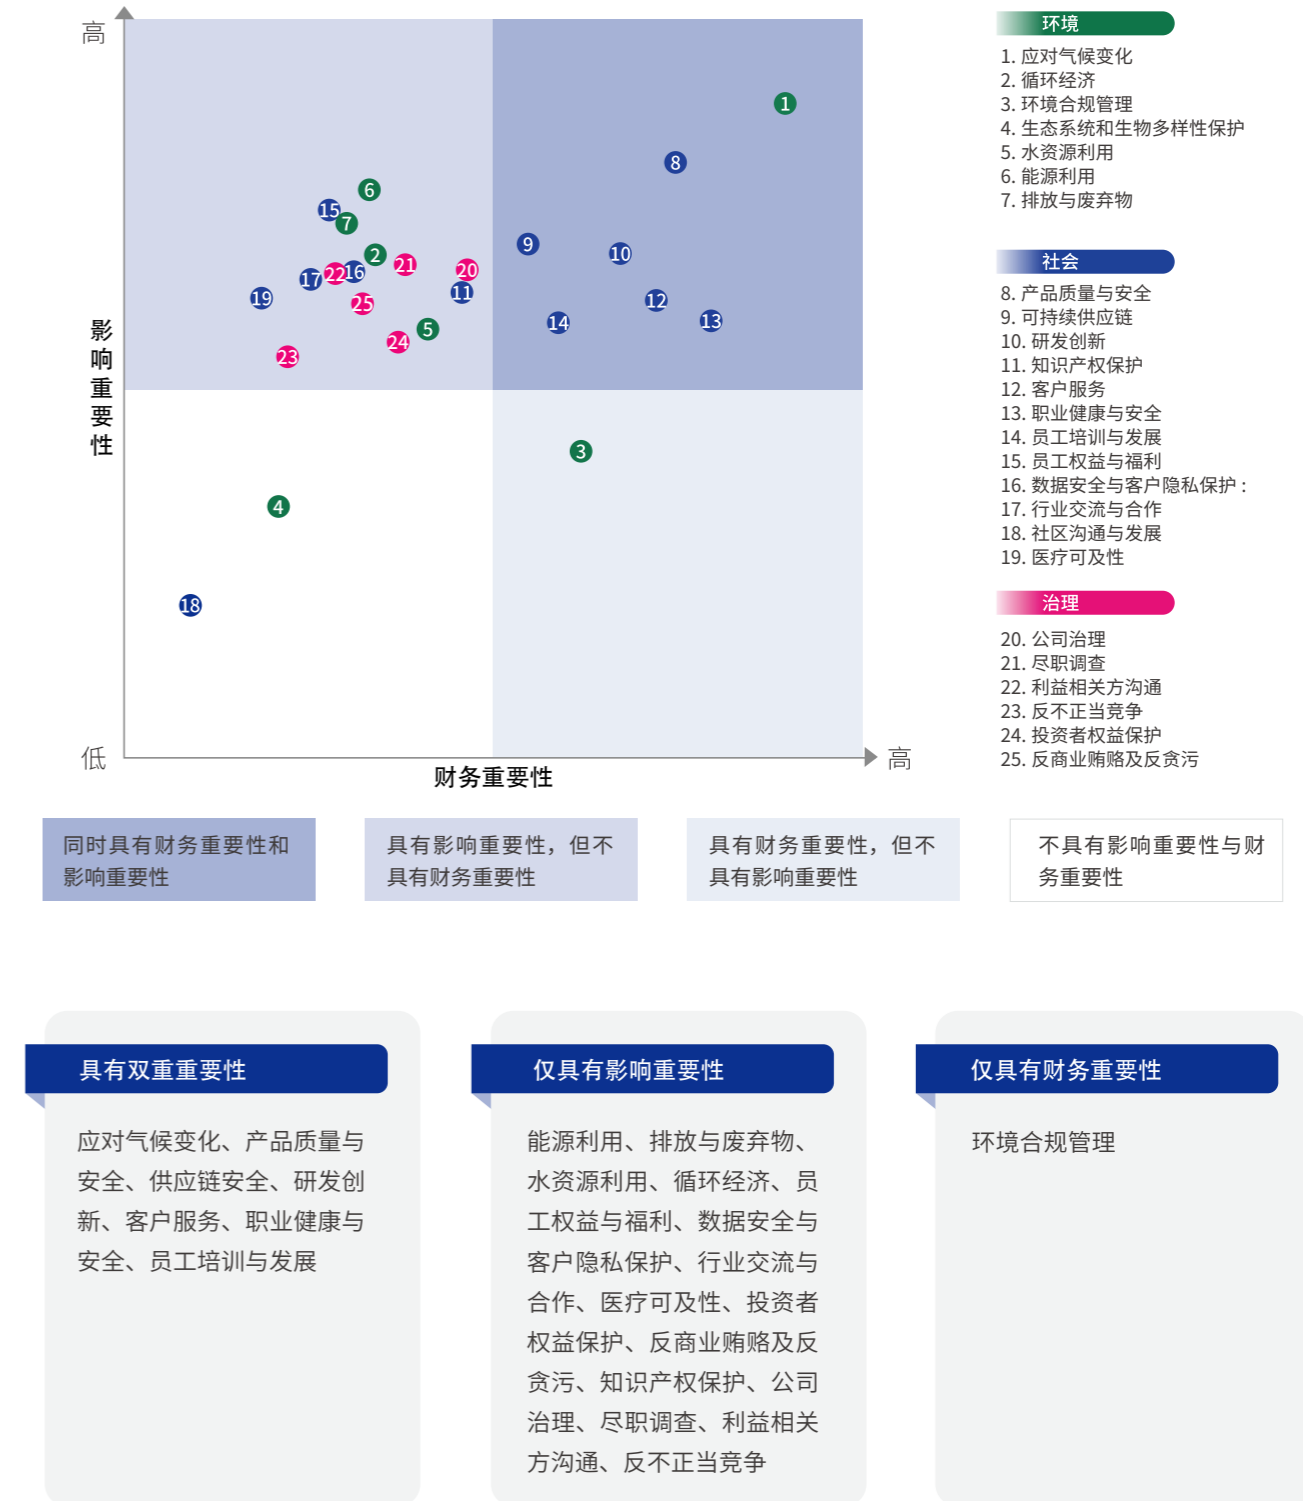 高
影响重要性
低
财务重要性
高
1
8
6
15
7
9
10
2
21
20
16
22
17
11
19
25
12
13
14
5
24
23
3
4
18
环境
1. 应对气候变化
2. 循环经济
3. 环境合规管理
4. 生态系统和生物多样性保护
5. 水资源利用
6. 能源利用
7. 排放与废弃物
社会
8. 产品质量与安全
9. 可持续供应链
10. 研发创新
11. 知识产权保护
12. 客户服务
13. 职业健康与安全
14. 员工培训与发展
15. 员工权益与福利
16. 数据安全与客户隐私保护 :
17. 行业交流与合作
18. 社区沟通与发展
19. 医疗可及性
治理
20. 公司治理
21. 尽职调查
22. 利益相关方沟通
23. 反不正当竞争
24. 投资者权益保护
25. 反商业贿赂及反贪污
同时具有财务重要性和
影响重要性
具有影响重要性，但不
具有财务重要性
具有财务重要性，但不
具有影响重要性
不具有影响重要性与财
务重要性
具有双重重要性
应对气候变化、产品质量与
安全、供应链安全、研发创
新、客户服务、职业健康与
安全、员工培训与发展
仅具有影响重要性
能源利用、排放与废弃物、
水资源利用、循环经济、员
工权益与福利、数据安全与
客户隐私保护、行业交流与
合作、医疗可及性、投资者
权益保护、反商业贿赂及反
贪污、知识产权保护、公司
治理、尽职调查、利益相关
方沟通、反不正当竞争
仅具有财务重要性
环境合规管理